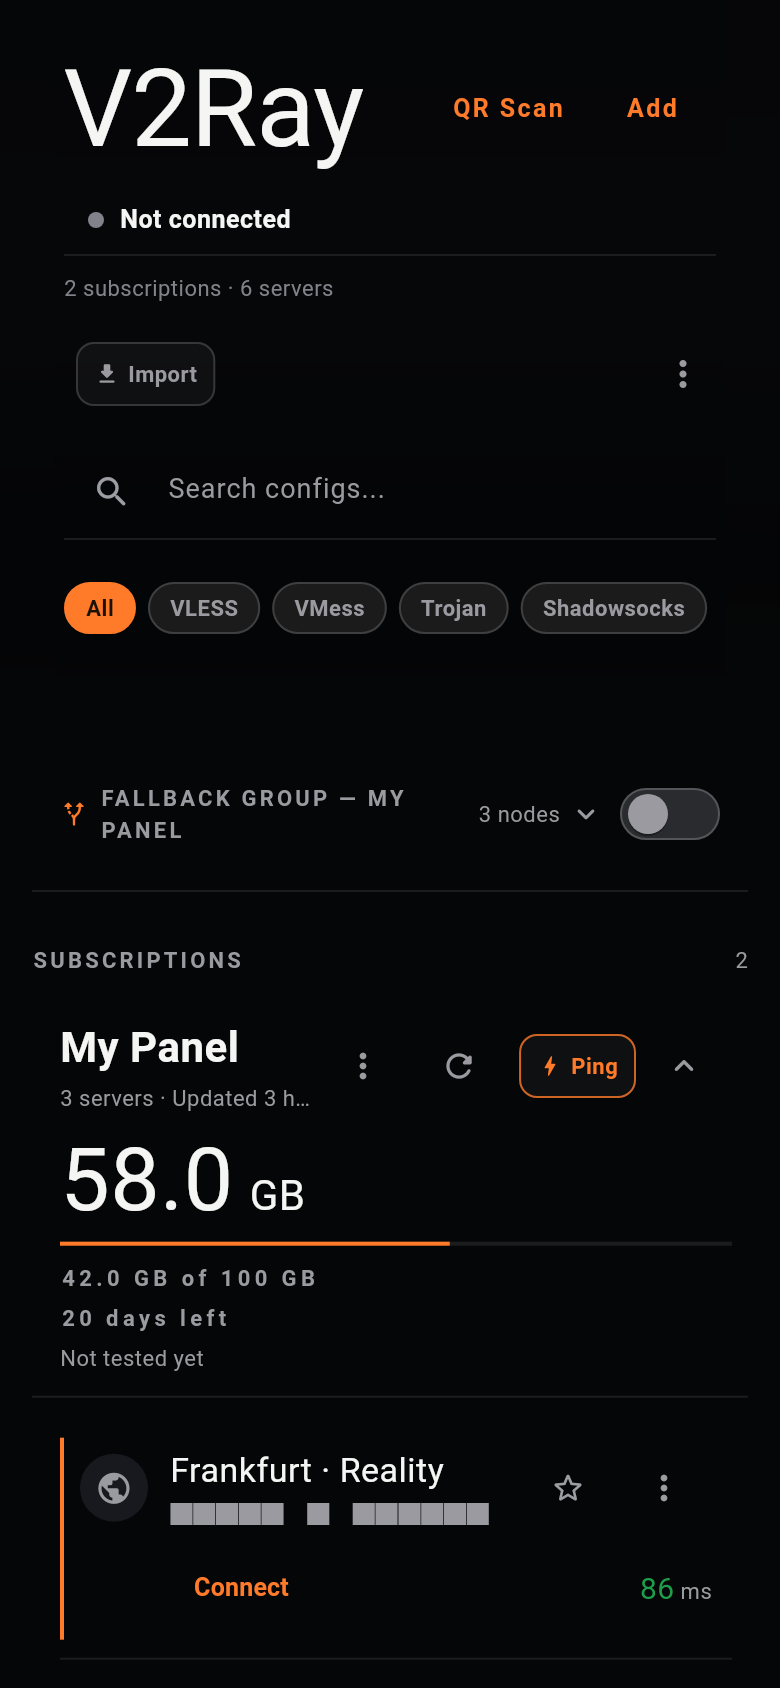 V2Ray
QR Scan
Add
Not connected
2 subscriptions · 6 servers
Import
Search configs...
All
VLESS
VMess
Trojan
Shadowsocks
FALLBACK GROUP — MY
PANEL
3 nodes
SUBSCRIPTIONS
2
My Panel
Ping
3 servers · Updated 3 h…
58.0 GB
42.0 GB of 100 GB
20 days left
Not tested yet
Frankfurt · Reality
Connect
86 ms